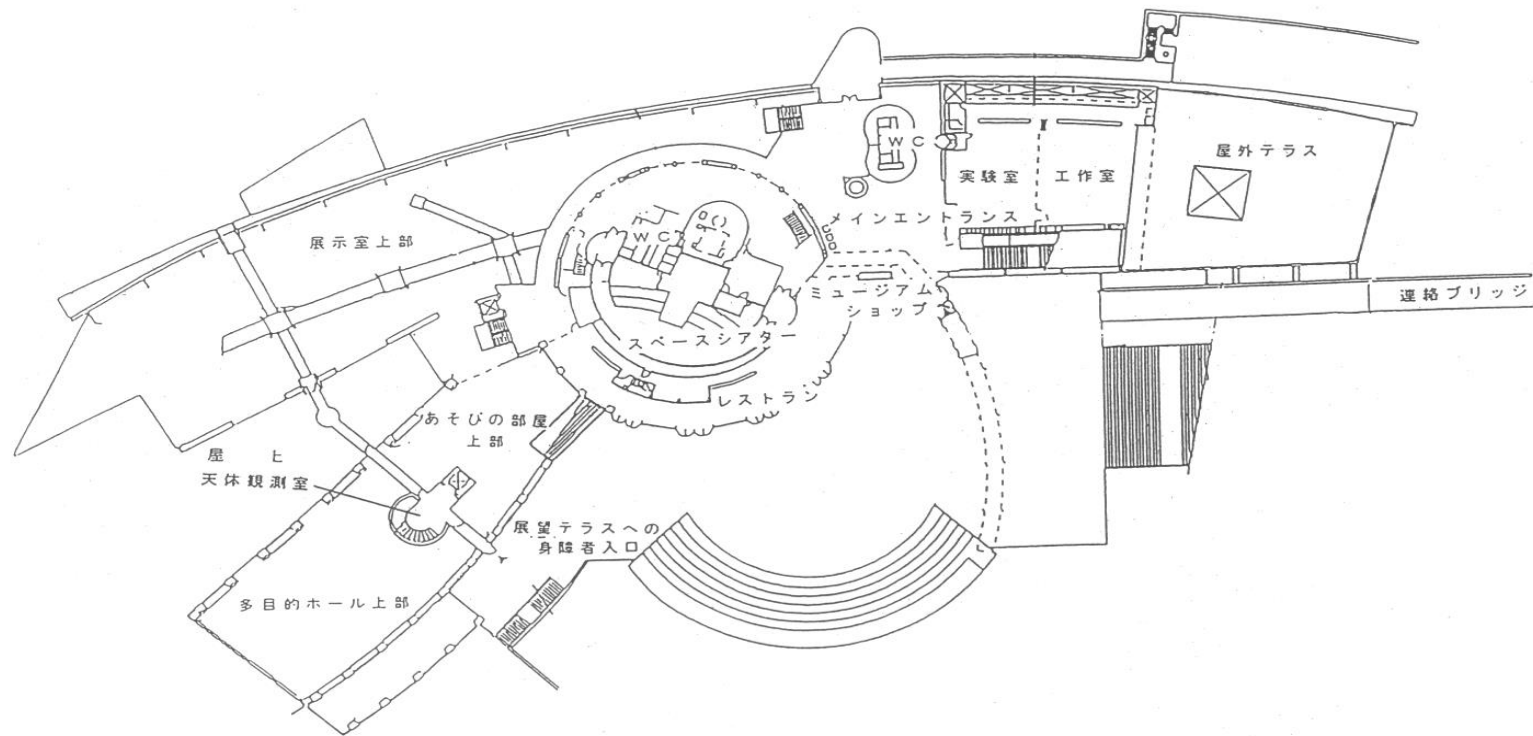 WC
実験室
工作室
屋外テラス
メインエントランス
展示室上部
WC
ミュージアム
ショップ
連絡ブリッジ
スペースシアター
レストラン
あそびの部屋
上部
屋上
天体観測室
展望テラスへの
身障者入口
多目的ホール上部